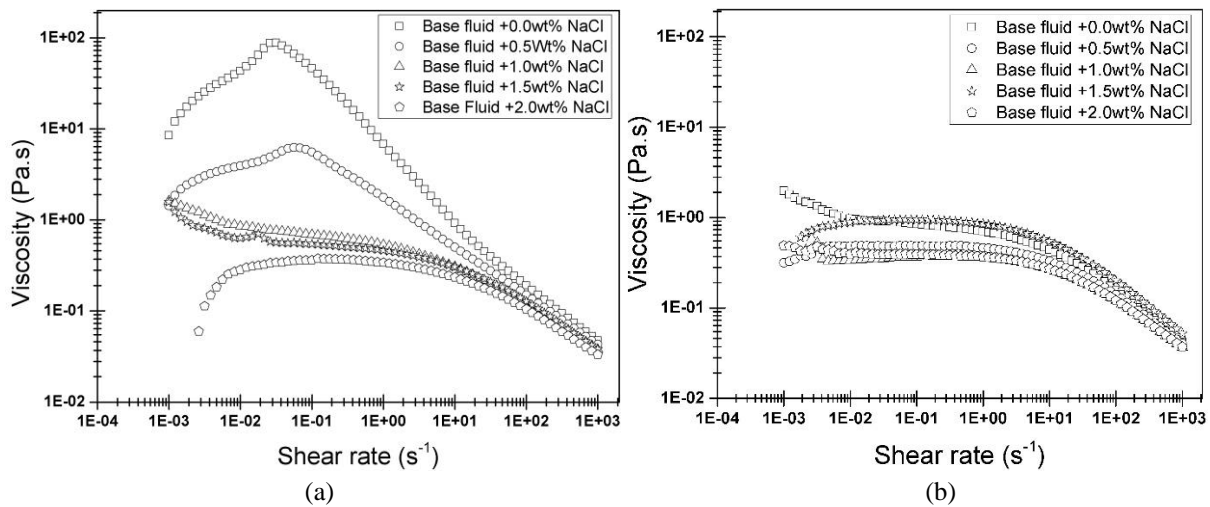 1E+02
1E+01
1E+00
1E-01
1E-02
Viscosity (Pa.s)
Base fluid +0.0wt% NaCl
Base fluid +0.5Wt% NaCl
Base fluid +1.0wt% NaCl
Base fluid +1.5wt% NaCl
Base Fluid +2.0wt% NaCl
1E-04 1E-03 1E-02 1E-01 1E+00 1E+01 1E+02 1E+03
Shear rate (s⁻¹)
(a)
1E+02
1E+01
1E+00
1E-01
1E-02
Viscosity (Pa.s)
Base fluid +0.0wt% NaCl
Base fluid +0.5wt% NaCl
Base fluid +1.0wt% NaCl
Base fluid +1.5wt% NaCl
Base fluid +2.0wt% NaCl
1E-04 1E-03 1E-02 1E-01 1E+00 1E+01 1E+02 1E+03
Shear rate (s⁻¹)
(b)